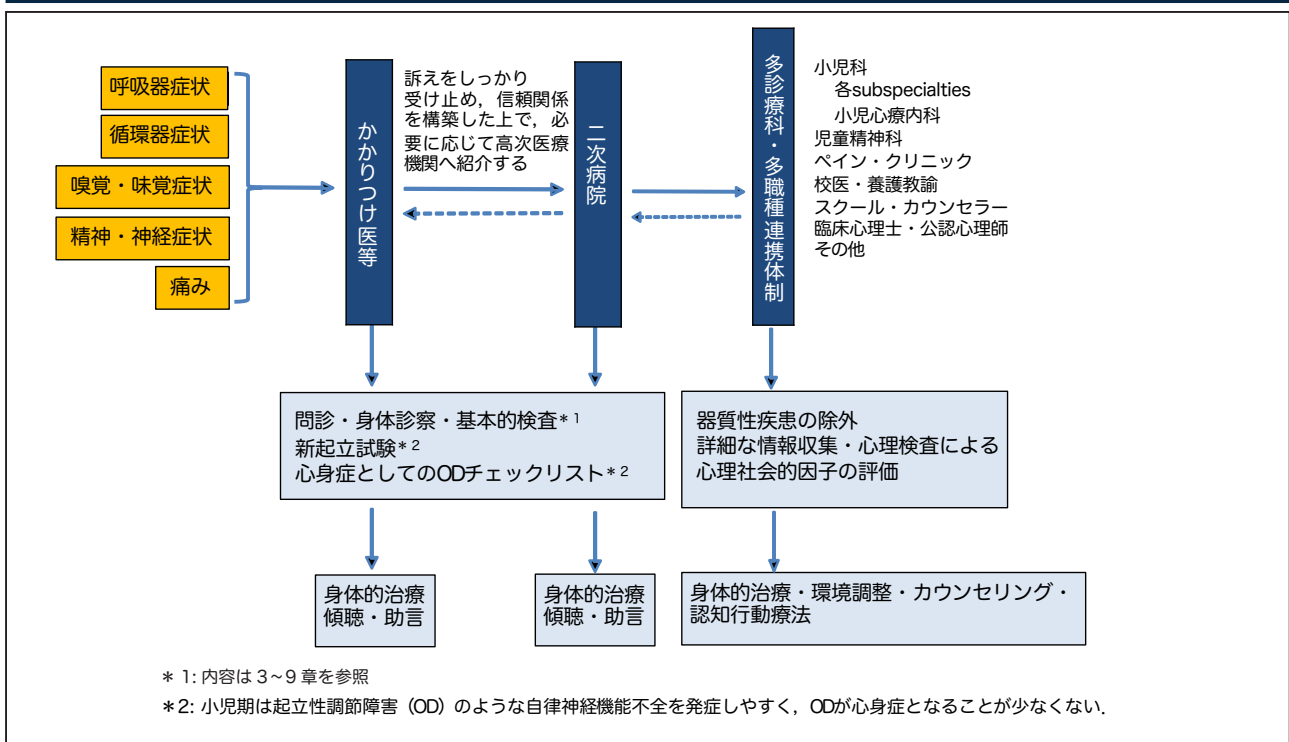 呼吸器症状
循環器症状
嗅覚・味覚症状
精神・神経症状
痛み
かかりつけ医等
訴えをしっかり
受け止め，信頼関係
を構築した上で，必
要に応じて高次医療
機関へ紹介する
二次病院
多診療科・多職種連携体制
小児科
各subspecialties
小児心療内科
児童精神科
ペイン・クリニック
校医・養護教諭
スクール・カウンセラー
臨床心理士・公認心理師
その他
問診・身体診察・基本的検査＊1
新起立試験＊2
心身症としてのODチェックリスト＊2
器質性疾患の除外
詳細な情報収集・心理検査による
心理社会的因子の評価
身体的治療
傾聴・助言
身体的治療
傾聴・助言
身体的治療・環境調整・カウンセリング・
認知行動療法
＊1: 内容は3〜9章を参照
＊2: 小児期は起立性調節障害（OD）のような自律神経機能不全を発症しやすく，ODが心身症となることが少なくない．